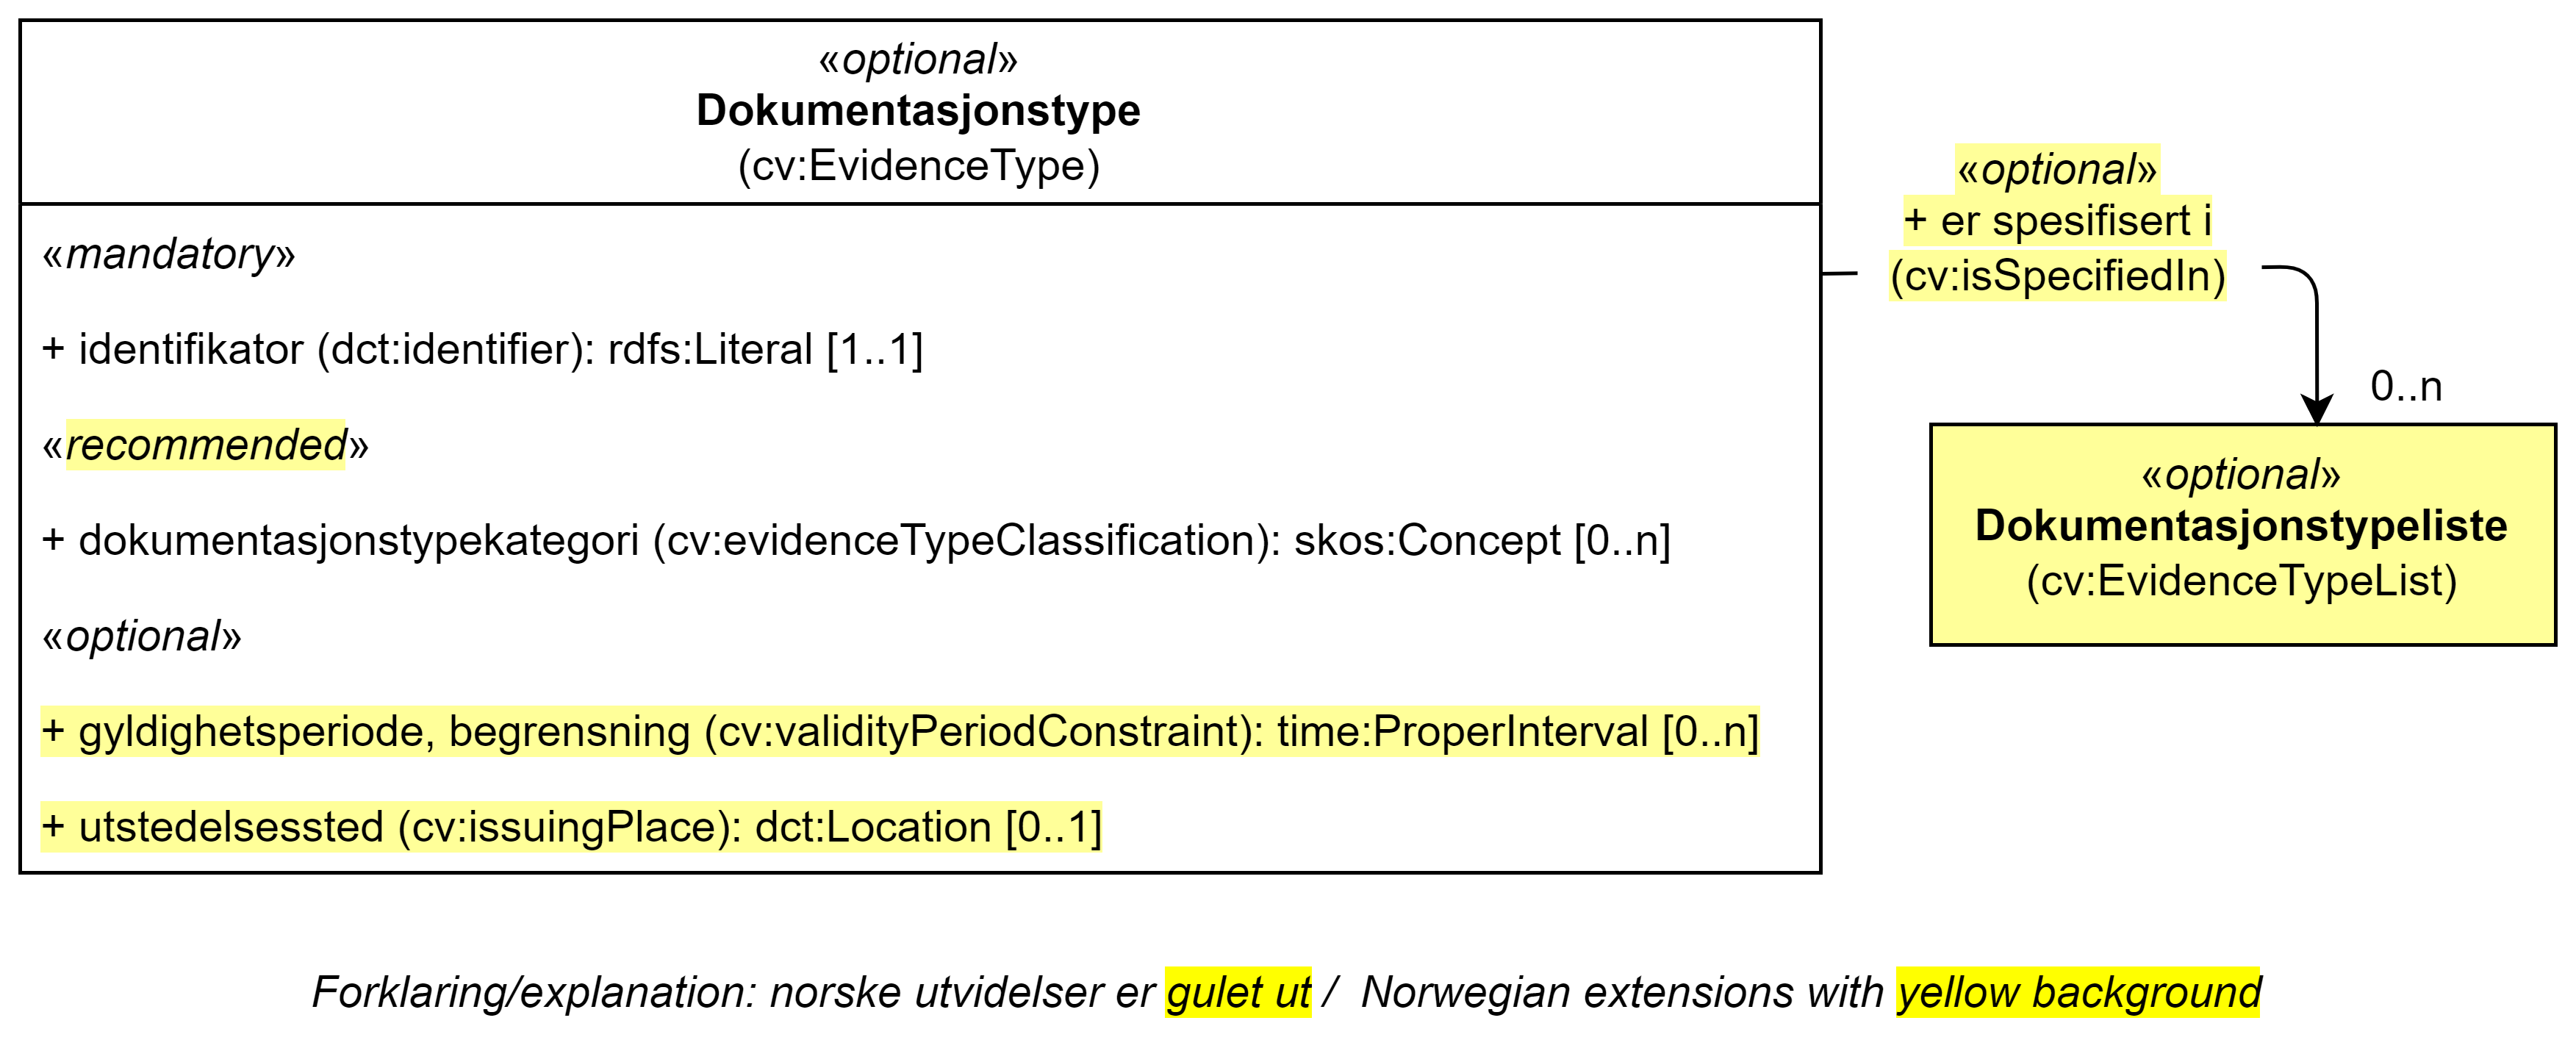 «optional»
Dokumentasjonstype
(cv:EvidenceType)
«mandatory»
+ identifikator (dct:identifier): rdfs:Literal [1..1]
«recommended»
+ dokumentasjonstypekategori (cv:evidenceTypeClassification): skos:Concept [0..n]
«optional»
+ gyldighetsperiode, begrensning (cv:validityPeriodConstraint): time:ProperInterval [0..n]
+ utstedelsessted (cv:issuingPlace): dct:Location [0..1]
«optional»
+ er spesifisert i
(cv:isSpecifiedIn)
0..n
«optional»
Dokumentasjonstypeliste
(cv:EvidenceTypeList)
Forklaring/explanation: norske utvidelser er gulet ut / Norwegian extensions with yellow background